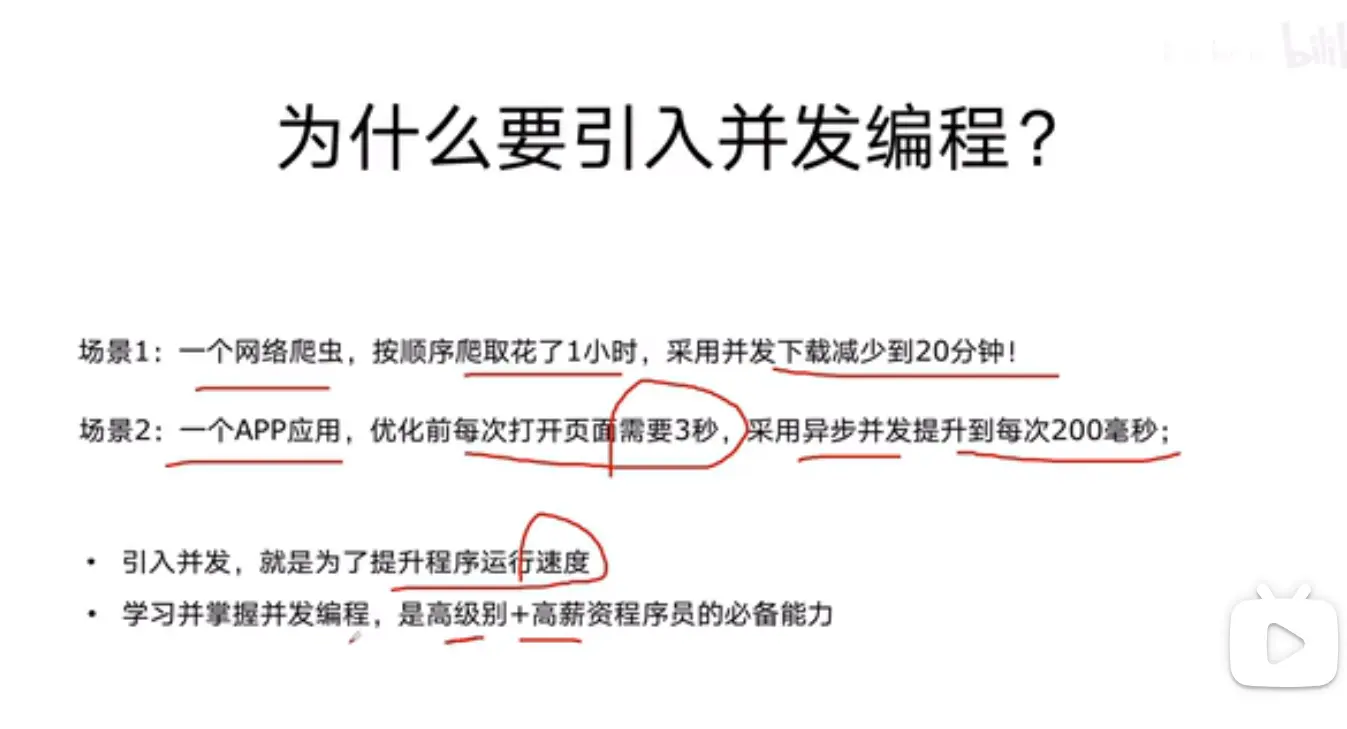 为什么要引入并发编程？
场景1：一个网络爬虫，按顺序爬取花了1小时，采用并发下载减少到20分钟！
场景2：一个APP应用，优化前每次打开页面需要3秒，采用异步并发提升到每次200毫秒；
• 引入并发，就是为了提升程序运行速度
• 学习并掌握并发编程，是高级别+高薪资程序员的必备能力